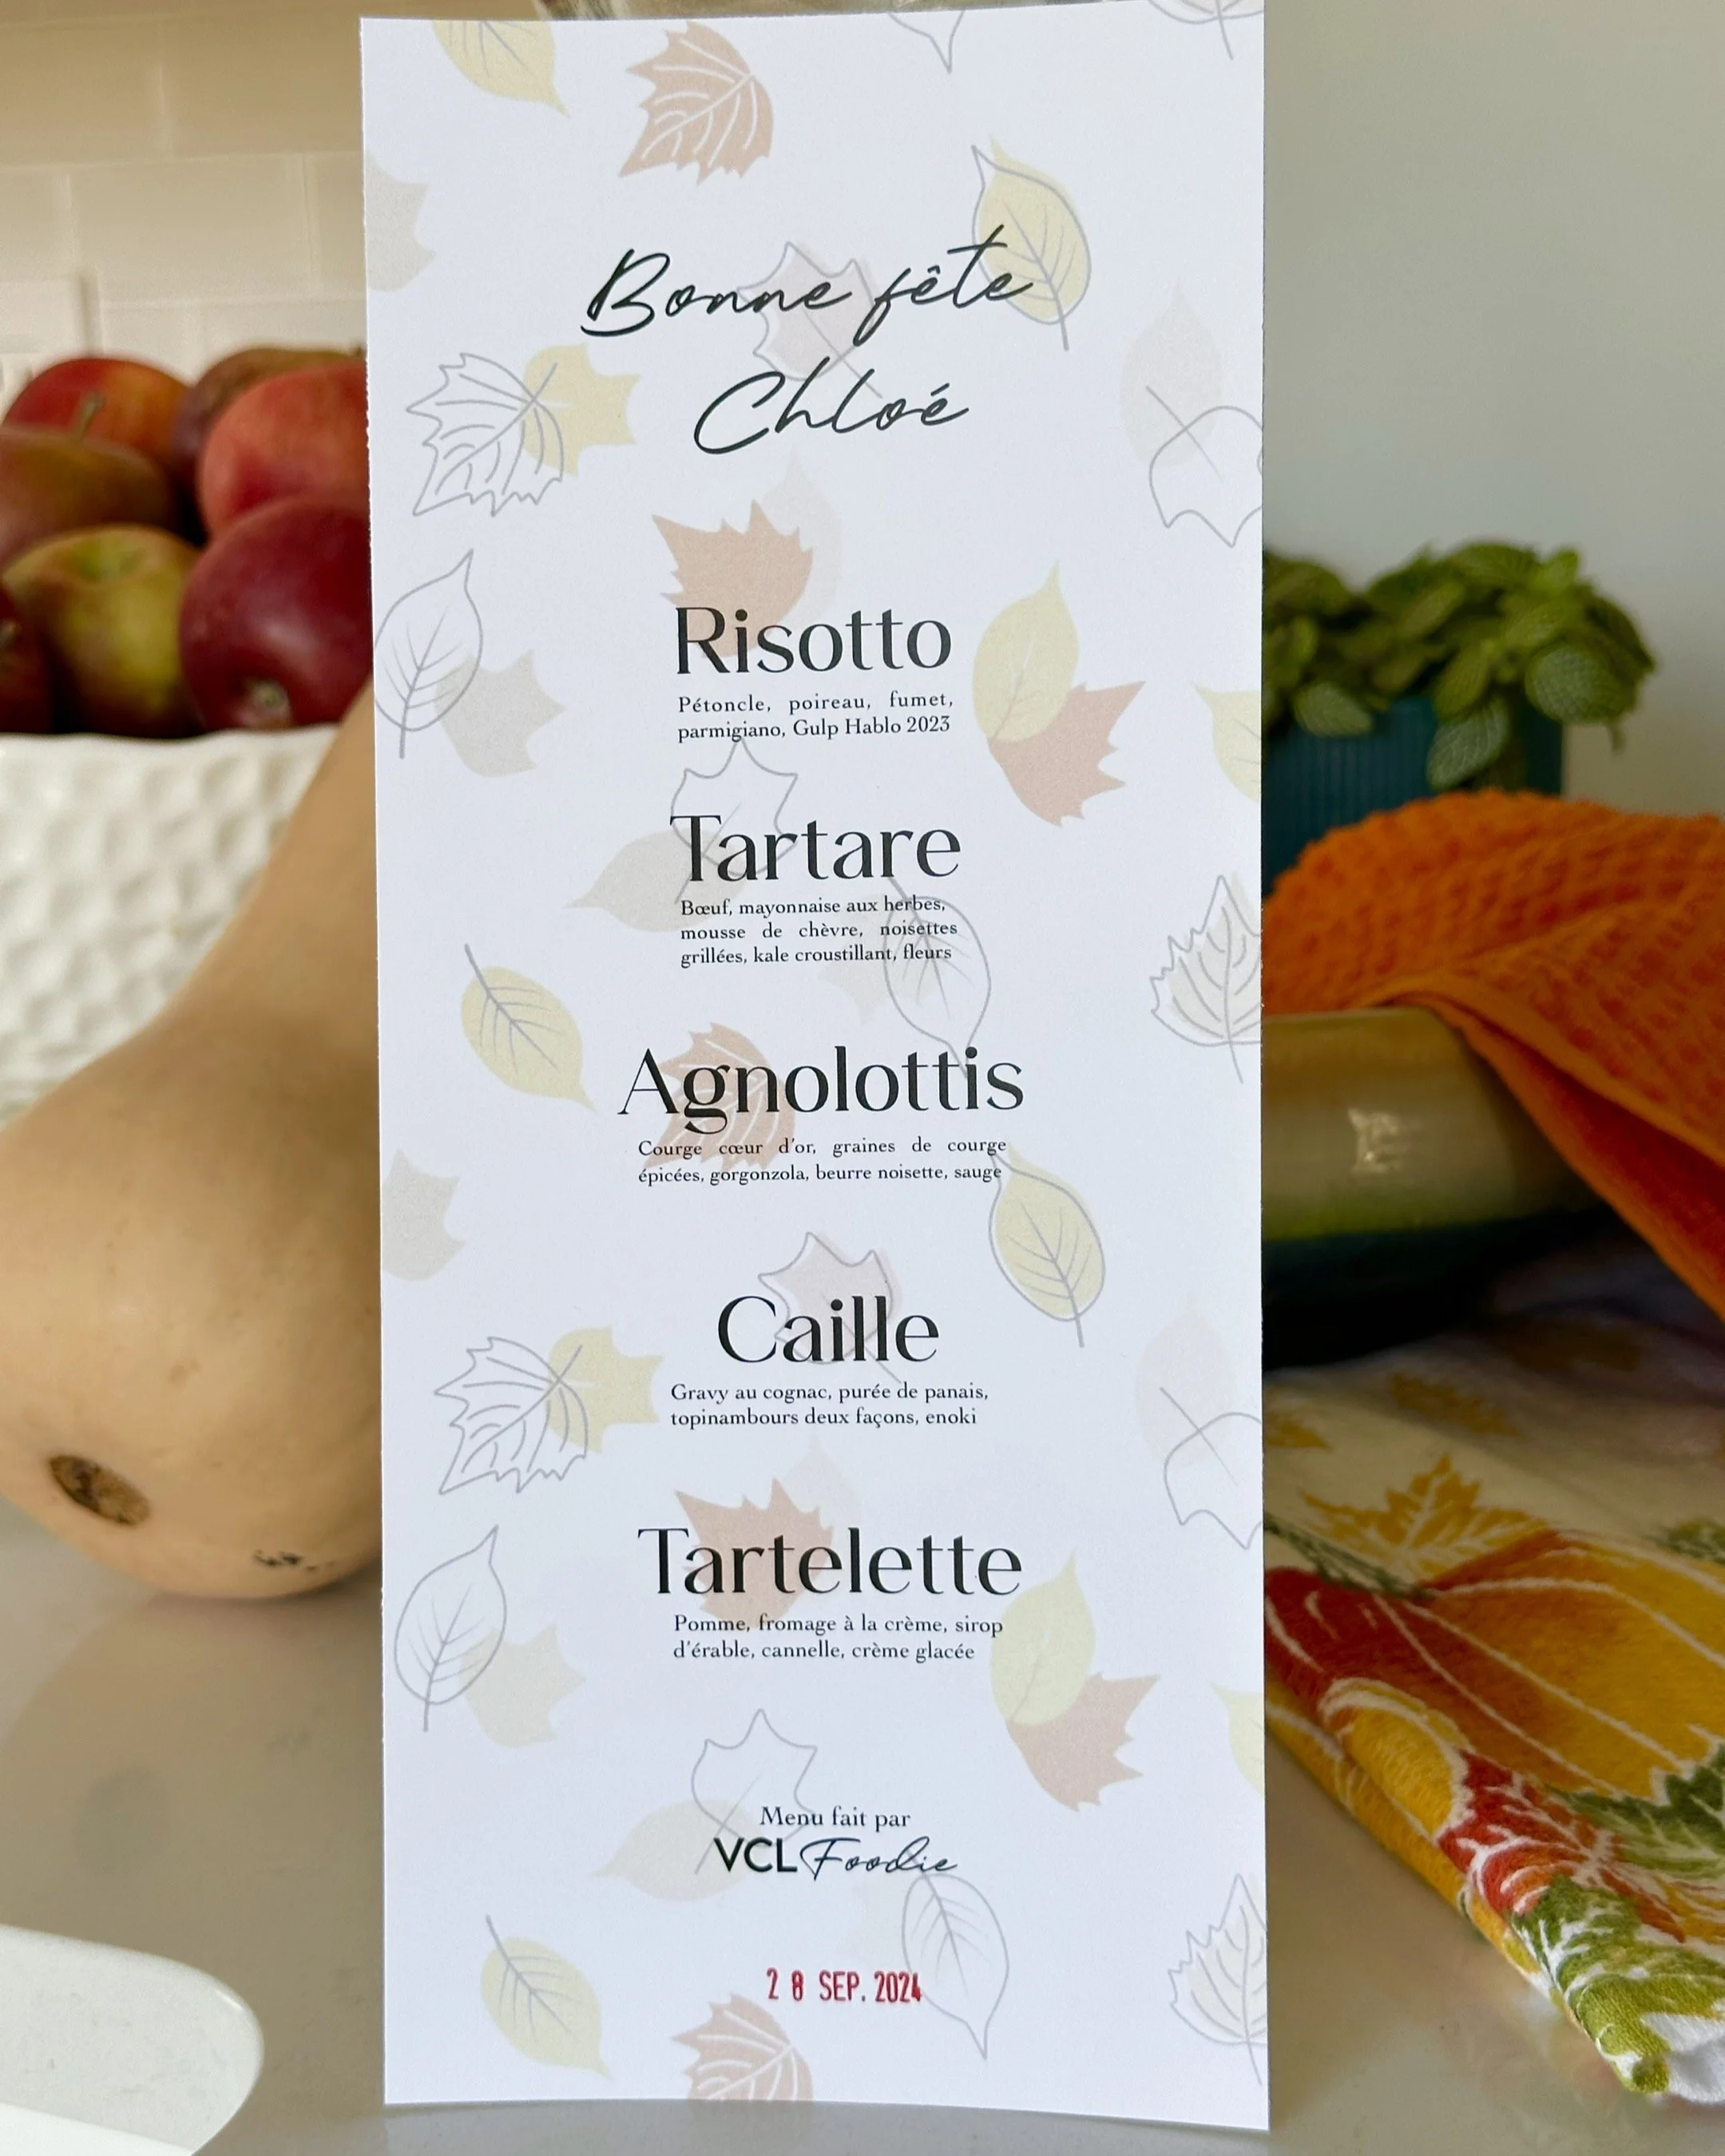 Bonne fête
Chloé
Risotto
Pétoncle, poireau, fumet,
parmigiano, Gulp Hablo 2023
Tartare
Bœuf, mayonnaise aux herbes,
mousse de chèvre, noisettes
grillées, kale croustillant, fleurs
Agnolottis
Courge cœur d'or, graines de courge
épicées, gorgonzola, beurre noisette, sauge
Caille
Gravy au cognac, purée de panais,
topinambours deux façons, enoki
Tartelette
Pomme, fromage à la crème, sirop
d'érable, cannelle, crème glacée
Menu fait par
VCL Foodie
28 SEP. 2024